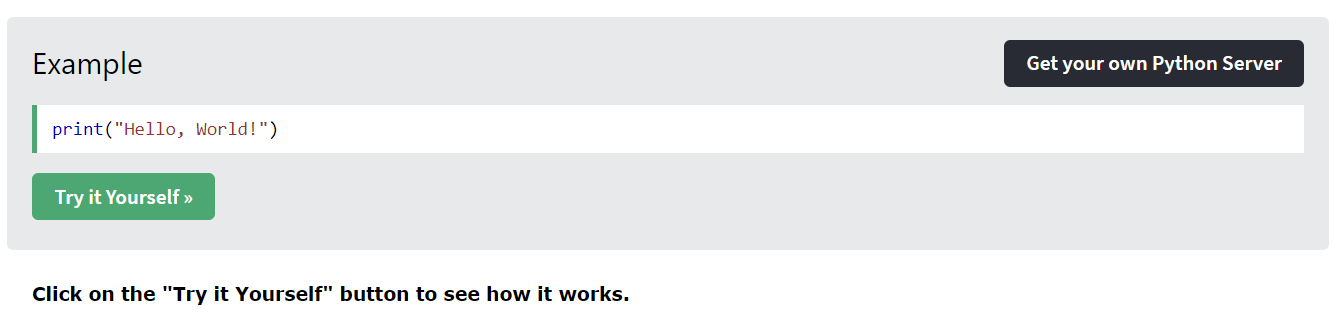 Example
Get your own Python Server
print("Hello, World!")
Try it Yourself »
Click on the "Try it Yourself" button to see how it works.